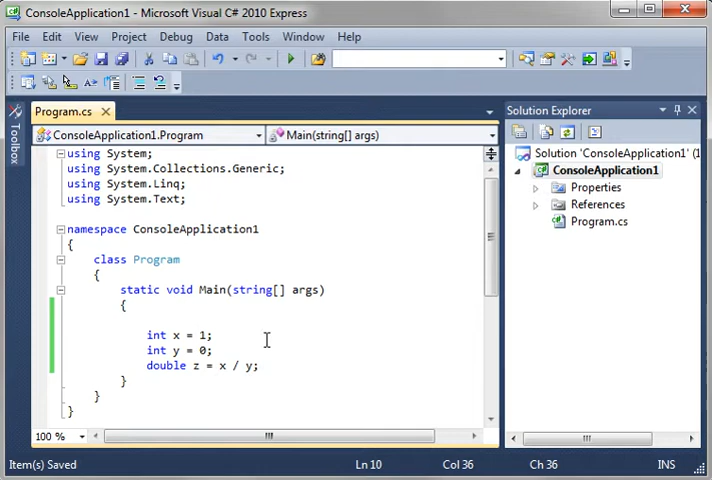 ConsoleApplication1 - Microsoft Visual C# 2010 Express
File Edit View Project Debug Data Tools Window Help
Toolbox
Program.cs
ConsoleApplication1.Program
Main(string[] args)
using System;
using System.Collections.Generic;
using System.Linq;
using System.Text;
namespace ConsoleApplication1
{
class Program
{
static void Main(string[] args)
{
int x = 1;
int y = 0;
double z = x / y;
}
}
}
100 %
Solution Explorer
Solution 'ConsoleApplication1' (1
ConsoleApplication1
Properties
References
Program.cs
Item(s) Saved Ln 10 Col 36 Ch 36 INS